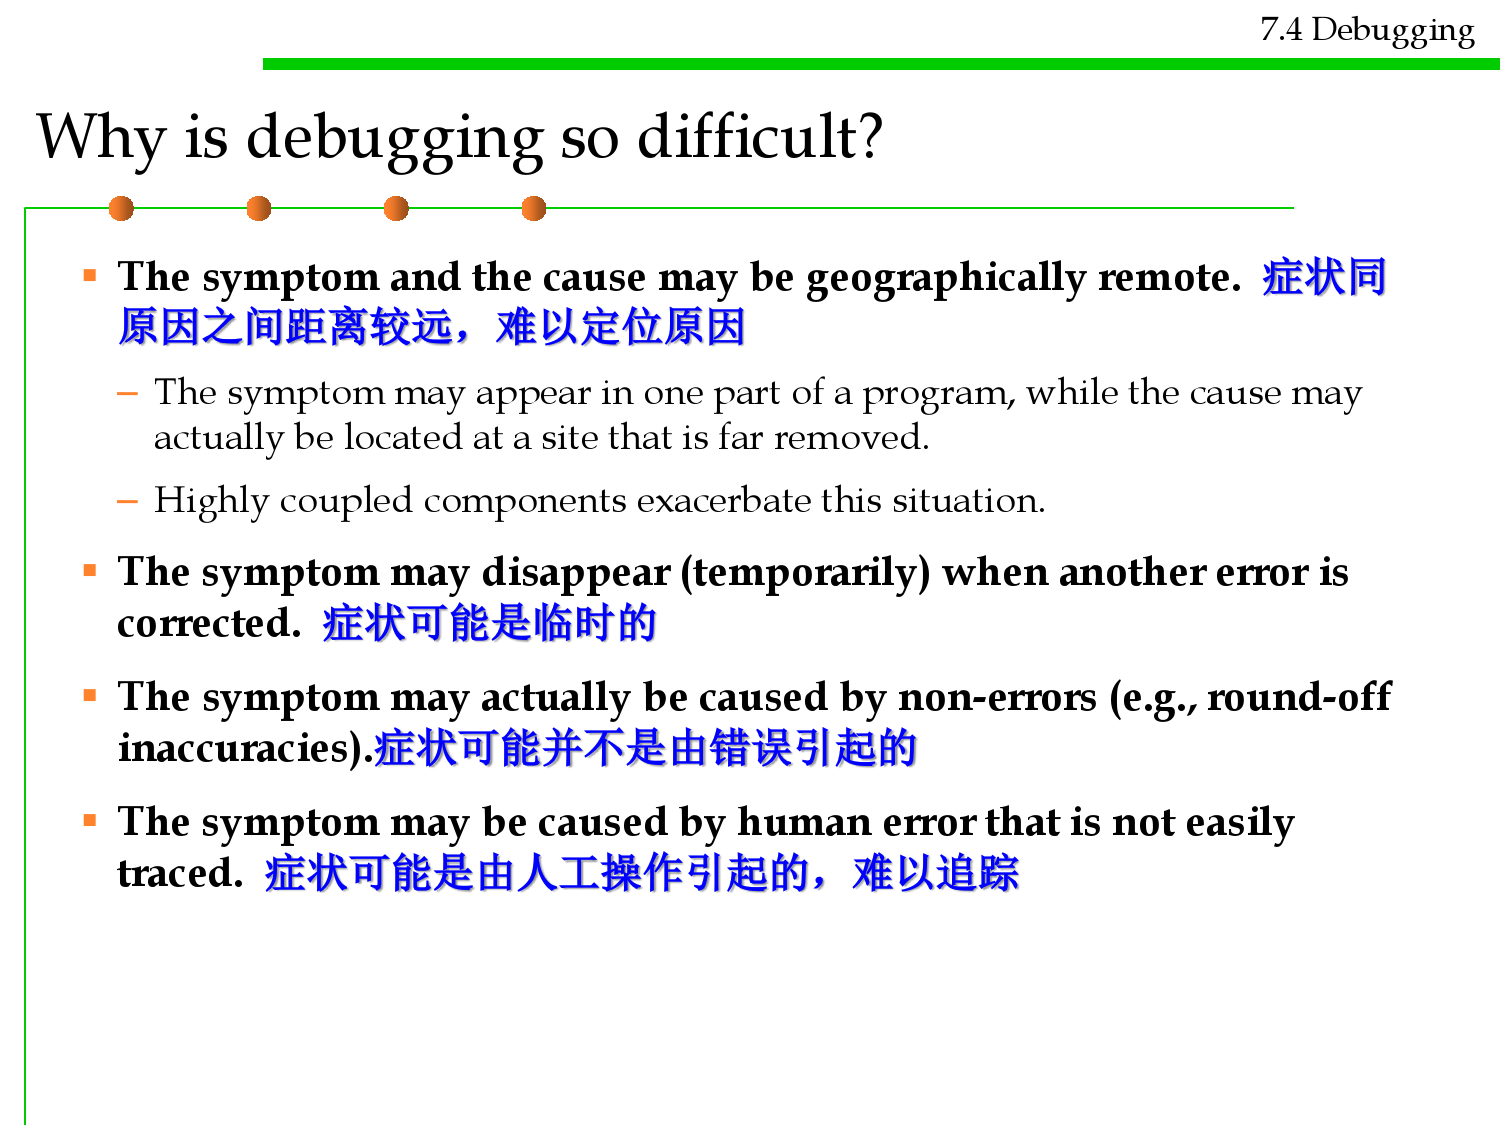 7.4 Debugging
Why is debugging so difficult?
▪ The symptom and the cause may be geographically remote. 症状同
原因之间距离较远，难以定位原因
– The symptom may appear in one part of a program, while the cause may
actually be located at a site that is far removed.
– Highly coupled components exacerbate this situation.
▪ The symptom may disappear (temporarily) when another error is
corrected. 症状可能是临时的
▪ The symptom may actually be caused by non-errors (e.g., round-off
inaccuracies).症状可能并不是由错误引起的
▪ The symptom may be caused by human error that is not easily
traced. 症状可能是由人工操作引起的，难以追踪